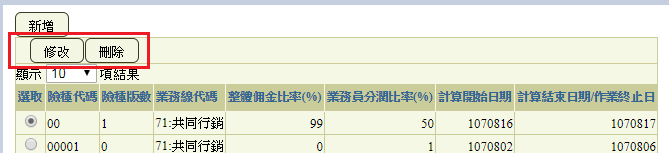 新增
修改 刪除
顯示 10 項結果
選取 險種代碼 險種版數 業務線代碼 整體佣金比率(%) 業務員分潤比率(%) 計算開始日期 計算結束日期/作業終止日
00 1 71:共同行銷 99 50 1070816 1070817
00001 0 71:共同行銷 0 1 1070802 1070806